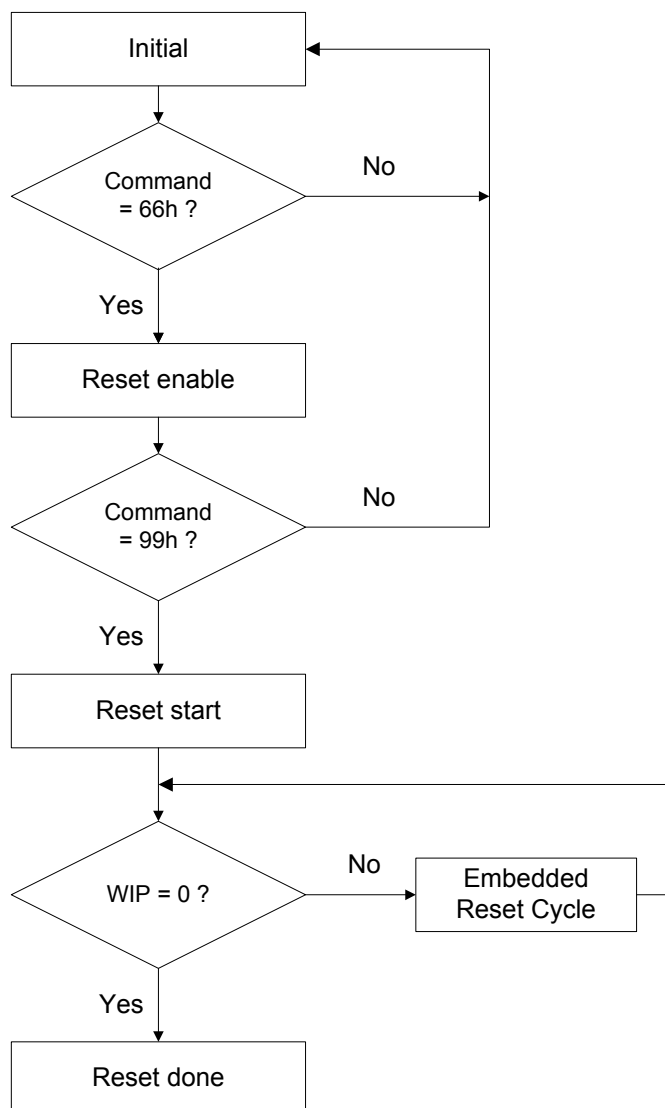 Initial
Command
= 66h ?
No
Yes
Reset enable
Command
= 99h ?
No
Yes
Reset start
WIP = 0 ?
No
Embedded
Reset Cycle
Yes
Reset done